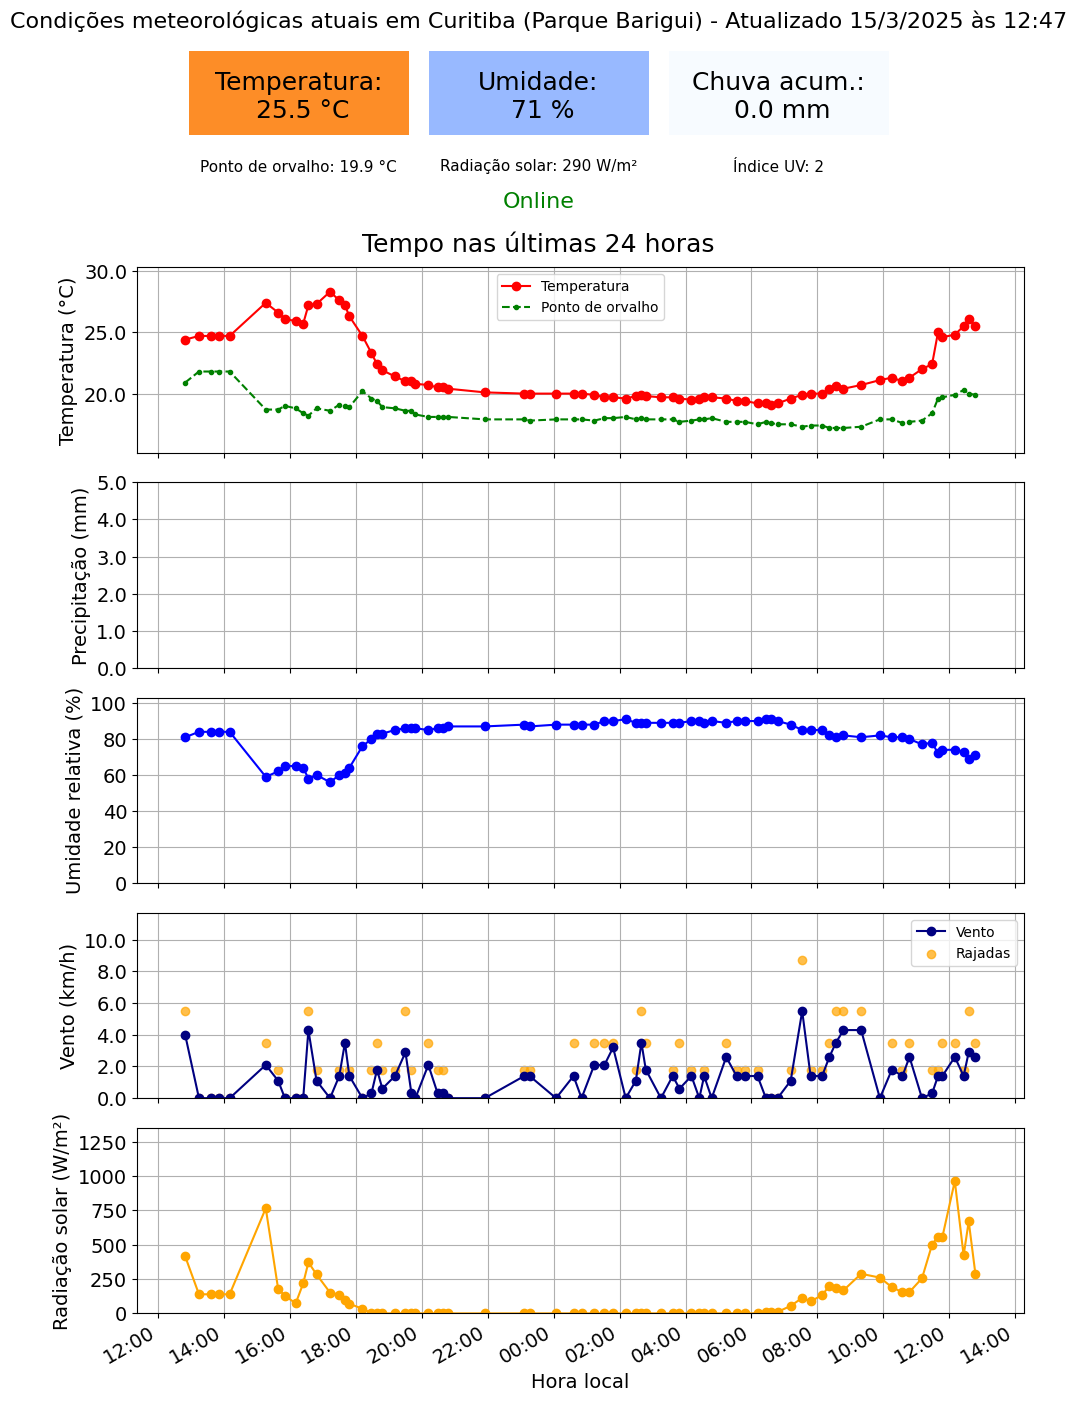 Condições meteorológicas atuais em Curitiba (Parque Barigui) - Atualizado 15/3/2025 às 12:47
Temperatura:
25.5 °C
Umidade:
71 %
Chuva acum.:
0.0 mm
Ponto de orvalho: 19.9 °C
Radiação solar: 290 W/m²
Índice UV: 2
Online
Tempo nas últimas 24 horas
Temperatura (°C)
30.0
25.0
20.0
Temperatura
Ponto de orvalho
Precipitação (mm)
5.0
4.0
3.0
2.0
1.0
0.0
Umidade relativa (%)
100
80
60
40
20
0
Vento (km/h)
10.0
8.0
6.0
4.0
2.0
0.0
Vento
Rajadas
Radiação solar (W/m²)
1250
1000
750
500
250
0
12:00
14:00
16:00
18:00
20:00
22:00
00:00
02:00
04:00
06:00
08:00
10:00
12:00
14:00
Hora local